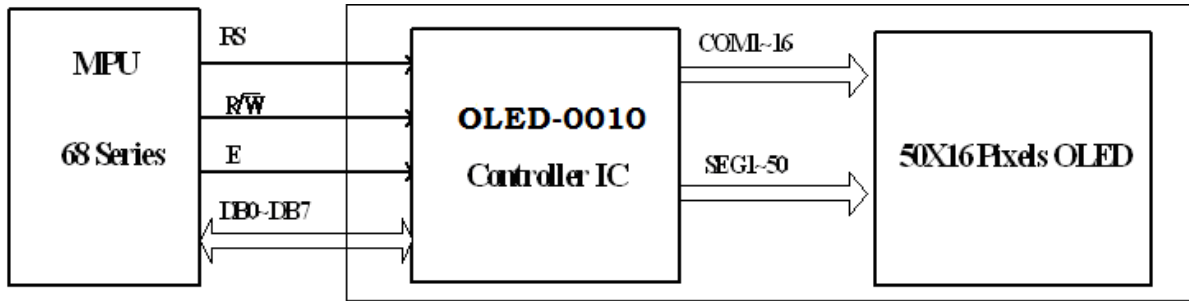 MPU
68 Series
RS
R/W̅
E
DB0~DB7
OLED-0010
Controller IC
COM1~16
SEG1~50
50X16 Pixels OLED